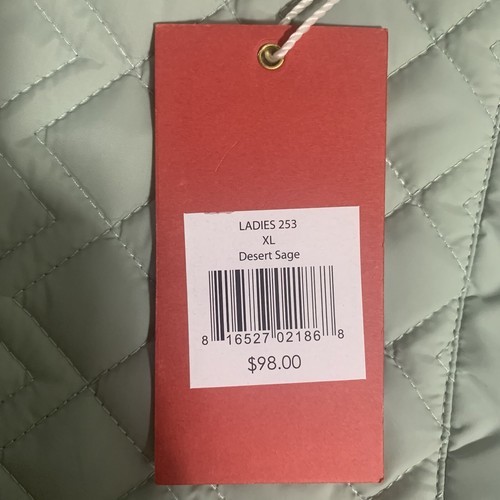 LADIES 253
XL
Desert Sage
8 16527 02186 8
$98.00